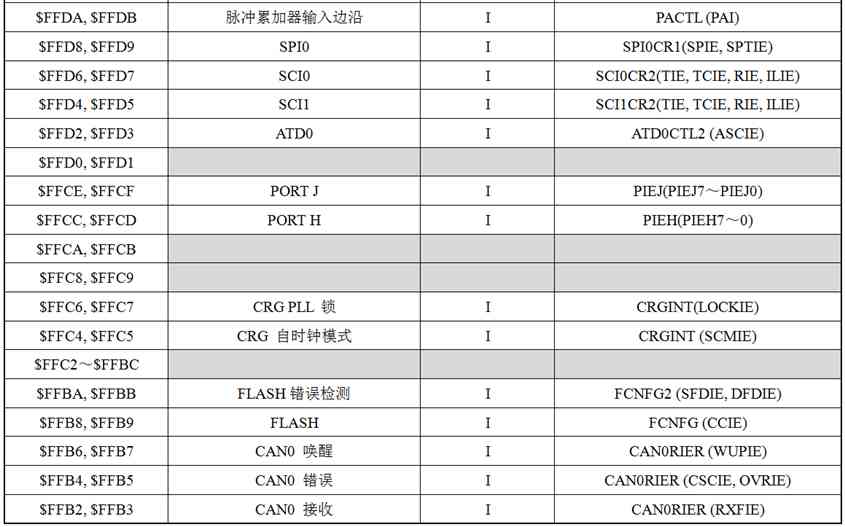 $FFDA, $FFDB 脉冲累加器输入边沿 I PACTL (PAI)
$FFD8, $FFD9 SPI0 I SPI0CR1(SPIE, SPTIE)
$FFD6, $FFD7 SCI0 I SCI0CR2(TIE, TCIE, RIE, ILIE)
$FFD4, $FFD5 SCI1 I SCI1CR2(TIE, TCIE, RIE, ILIE)
$FFD2, $FFD3 ATD0 I ATD0CTL2 (ASCIE)
$FFD0, $FFD1
$FFCE, $FFCF PORT J I PIEJ(PIEJ7～PIEJ0)
$FFCC, $FFCD PORT H I PIEH(PIEH7～0)
$FFCA, $FFCB
$FFC8, $FFC9
$FFC6, $FFC7 CRG PLL 锁 I CRGINT(LOCKIE)
$FFC4, $FFC5 CRG 自时钟模式 I CRGINT (SCMIE)
$FFC2～$FFBC
$FFBA, $FFBB FLASH 错误检测 I FCNFG2 (SFDIE, DFDIE)
$FFB8, $FFB9 FLASH I FCNFG (CCIE)
$FFB6, $FFB7 CAN0 唤醒 I CAN0RIER (WUPIE)
$FFB4, $FFB5 CAN0 错误 I CAN0RIER (CSCIE, OVRIE)
$FFB2, $FFB3 CAN0 接收 I CAN0RIER (RXFIE)